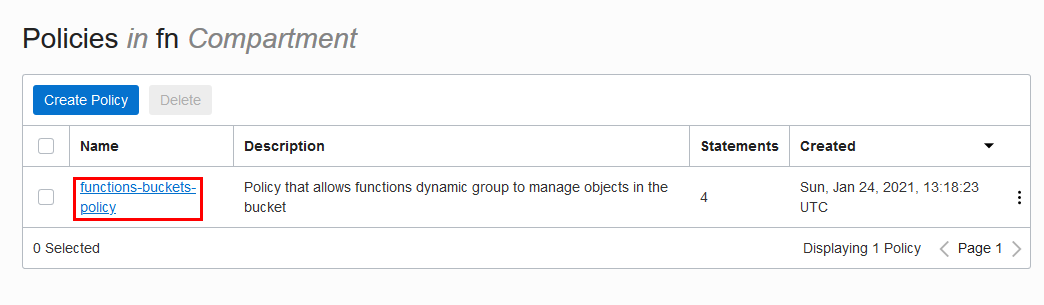 Policies in fn Compartment
Create Policy Delete
Name Description Statements Created
functions-buckets- Policy that allows functions dynamic group to manage objects in the 4 Sun, Jan 24, 2021, 13:18:23
policy bucket UTC
0 Selected Displaying 1 Policy Page 1